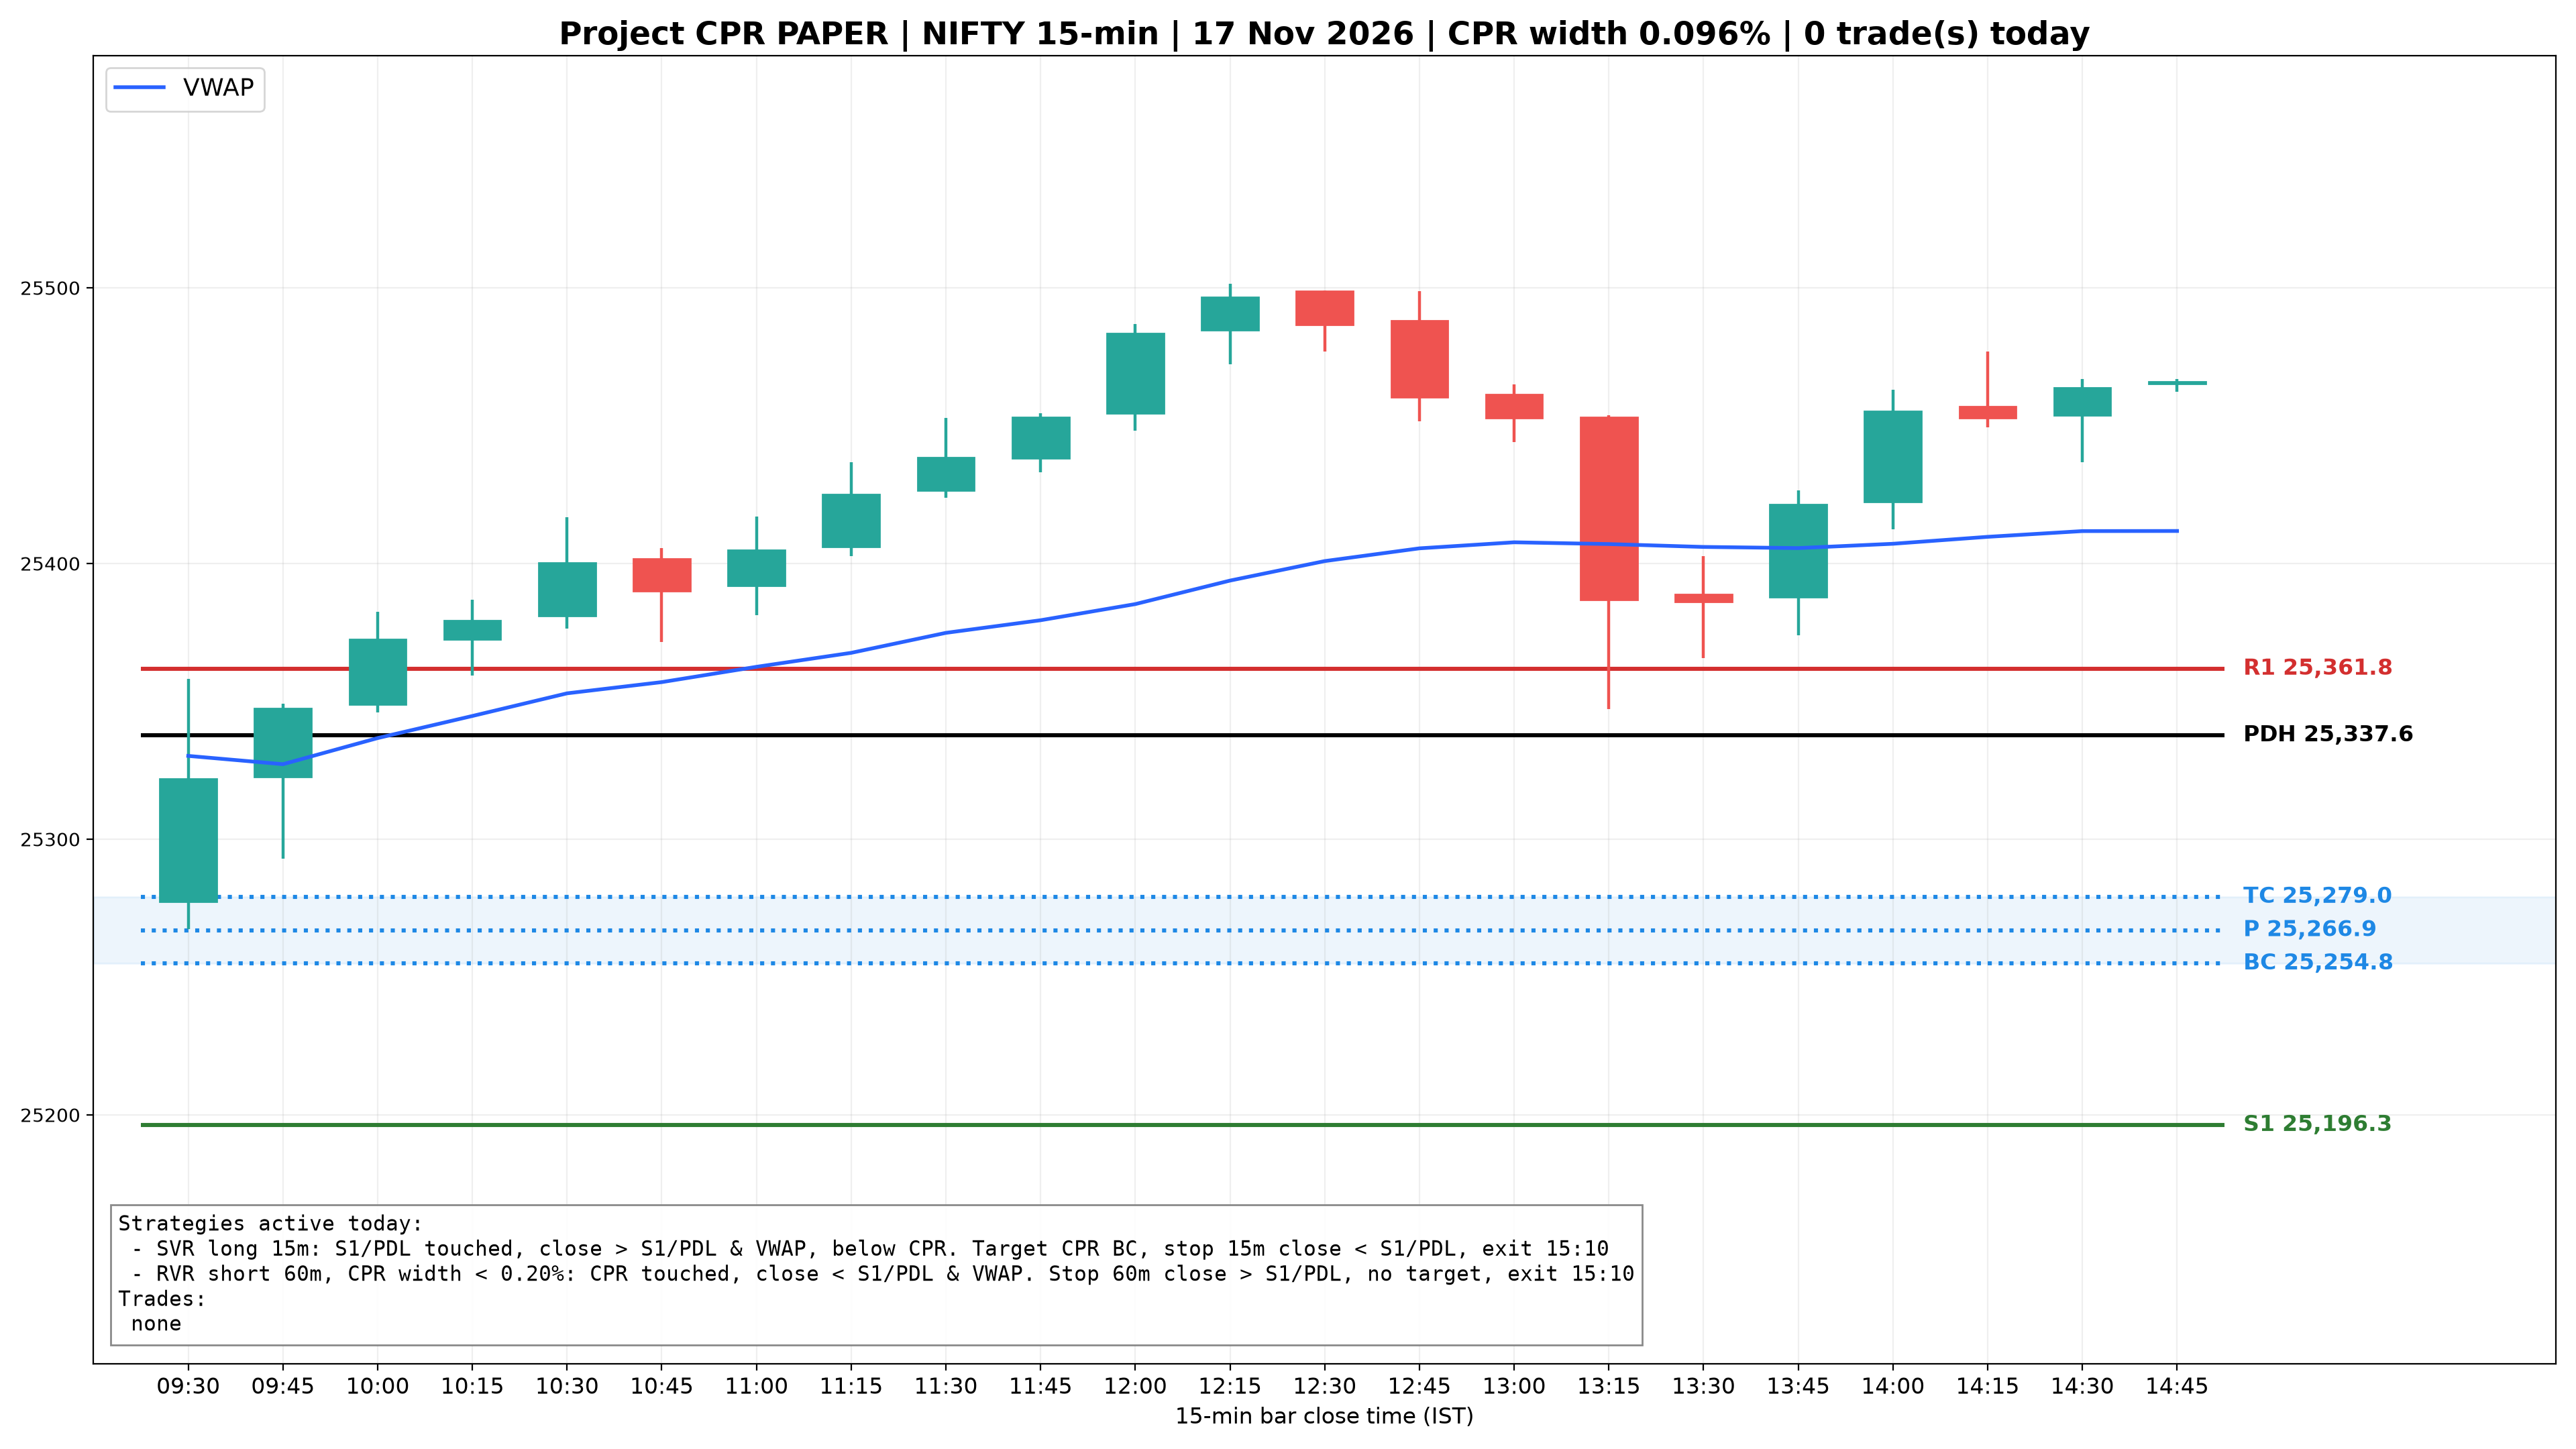 Project CPR PAPER | NIFTY 15-min | 17 Nov 2026 | CPR width 0.096% | 0 trade(s) today
VWAP
25500
25400
25300
25200
R1 25,361.8
PDH 25,337.6
TC 25,279.0
P 25,266.9
BC 25,254.8
S1 25,196.3
Strategies active today:
- SVR long 15m: S1/PDL touched, close > S1/PDL & VWAP, below CPR. Target CPR BC, stop 15m close < S1/PDL, exit 15:10
- RVR short 60m, CPR width < 0.20%: CPR touched, close < S1/PDL & VWAP. Stop 60m close > S1/PDL, no target, exit 15:10
Trades:
none
09:30 09:45 10:00 10:15 10:30 10:45 11:00 11:15 11:30 11:45 12:00 12:15 12:30 12:45 13:00 13:15 13:30 13:45 14:00 14:15 14:30 14:45
15-min bar close time (IST)